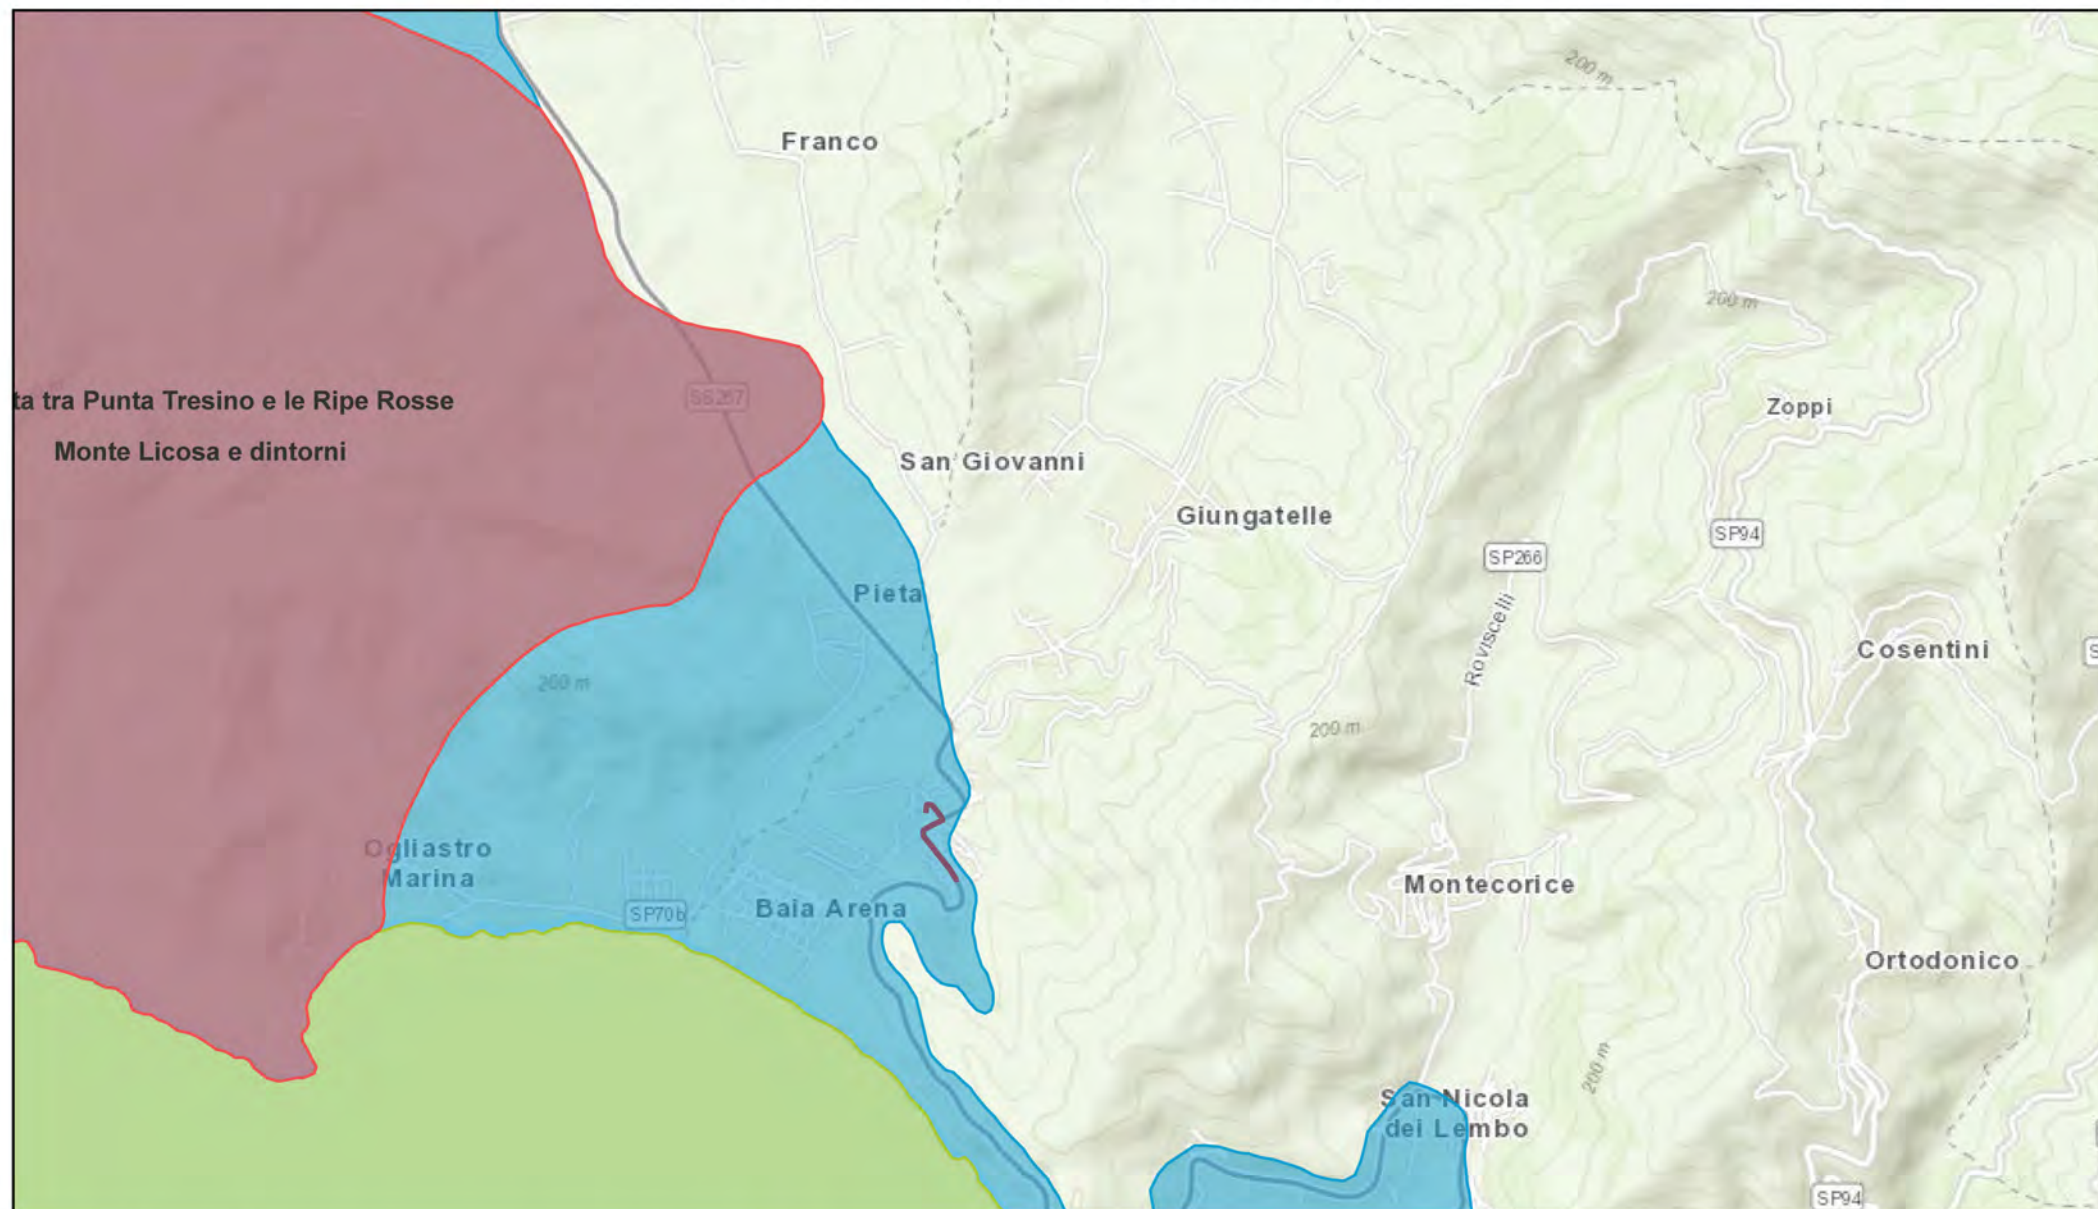 200 m
Franco
200 m
ta tra Punta Tresino e le Ripe Rosse
SS267
Zoppi
Monte Licosa e dintorni
San Giovanni
Giungatelle
SP94
SP266
Pieta
Roviscelli
Cosentini
S
200 m
200 m
Ogliastro
Marina
Montecorice
SP70b
Baia Arena
Ortodonico
200 m
San Nicola
dei Lembo
SP94